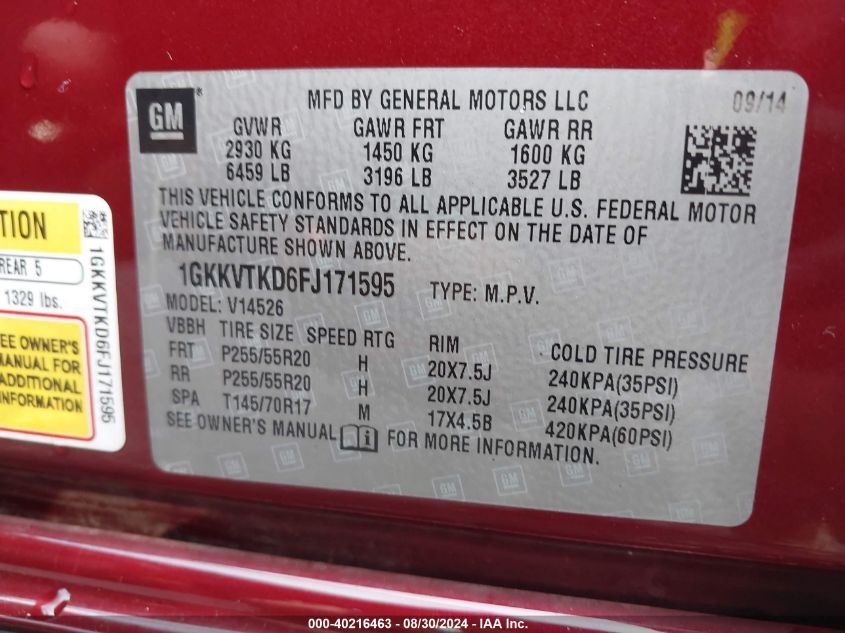 GM
MFD BY GENERAL MOTORS LLC
09/14
GVWR GAWR FRT GAWR RR
2930 KG 1450 KG 1600 KG
6459 LB 3196 LB 3527 LB
THIS VEHICLE CONFORMS TO ALL APPLICABLE U.S. FEDERAL MOTOR
VEHICLE SAFETY STANDARDS IN EFFECT ON THE DATE OF
MANUFACTURE SHOWN ABOVE.
1GKKVTKD6FJ171595 TYPE: M.P.V.
MODEL: V14526
VBBH TIRE SIZE SPEED RTG RIM COLD TIRE PRESSURE
FRT P255/55R20 H 20X7.5J 240KPA(35PSI)
RR P255/55R20 H 20X7.5J 240KPA(35PSI)
SPA T145/70R17 M 17X4.5B 420KPA(60PSI)
SEE OWNER'S MANUAL FOR MORE INFORMATION.
REAR 5
1329 lbs.
OWNER'S
MANUAL FOR
ADDITIONAL
INFORMATION
1GKKVTKD6FJ171595
000-40216463 - 08/30/2024 - IAA Inc.